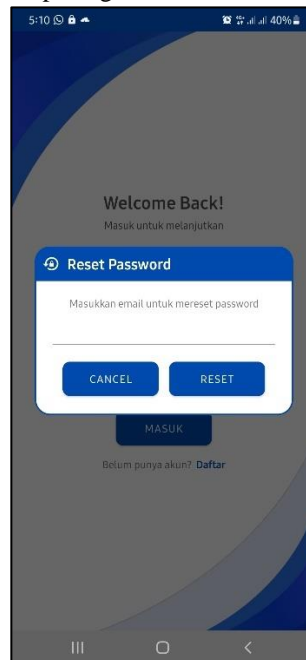 5:10 40%
Welcome Back!
Masuk untuk melanjutkan
Reset Password
Masukkan email untuk mereset password
CANCEL RESET
MASUK
Belum punya akun? Daftar